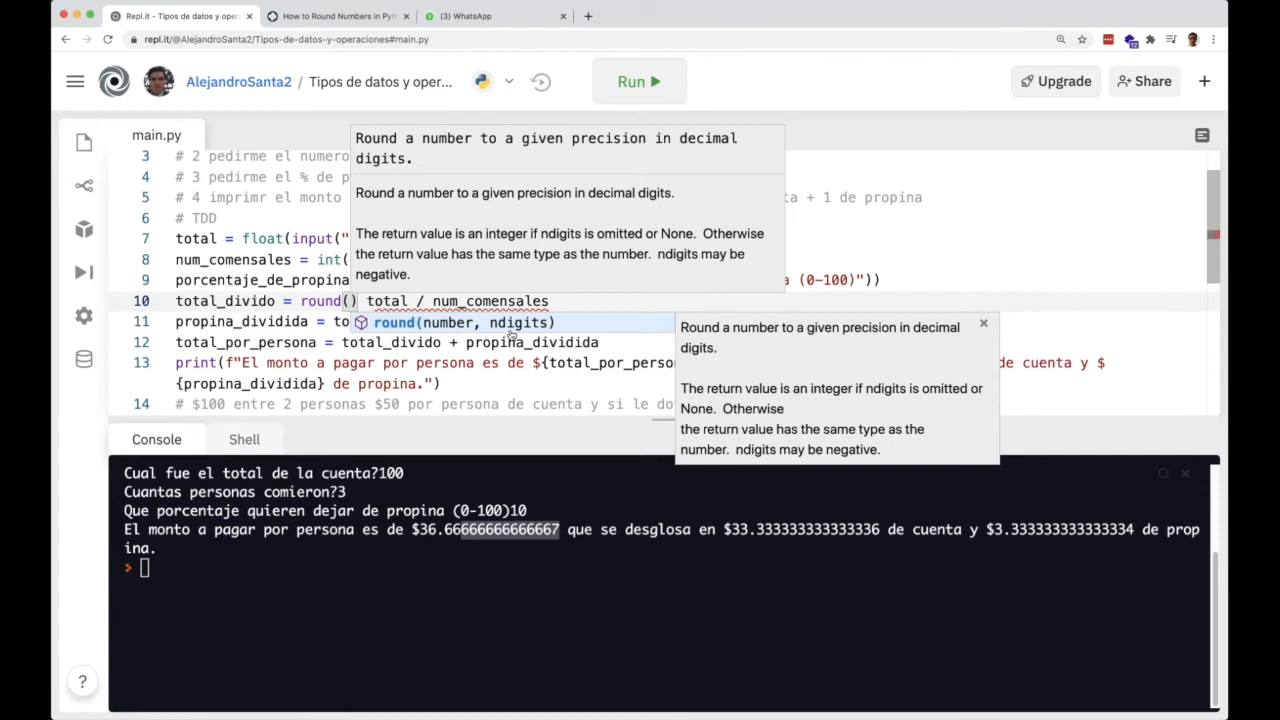 Repl.it - Tipos de datos y oper
How to Round Numbers in Pyt
(3) WhatsApp
repl.it/@AlejandroSanta2/Tipos-de-datos-y-operaciones#main.py
12
AlejandroSanta2 / Tipos de datos y oper...
Run
Upgrade
Share
main.py
3 # 2 pedirme el numero
4 # 3 pedirme el % de p
5 # 4 imprimr el monto ta + 1 de propina
6 # TDD
7 total = float(input("
8 num_comensales = int(
9 porcentaje_de_propina a (0-100)"))
10 total_divido = round() total / num_comensales
11 propina_dividida = to
12 total_por_persona = total_divido + propina_dividida
13 print(f"El monto a pagar por persona es de ${total_por_perso de cuenta y $
{propina_dividida} de propina.")
14 # $100 entre 2 personas $50 por persona de cuenta y si le do
Round a number to a given precision in decimal
digits.
Round a number to a given precision in decimal digits.
The return value is an integer if ndigits is omitted or None. Otherwise
the return value has the same type as the number. ndigits may be
negative.
round(number, ndigits)
Round a number to a given precision in decimal
digits.
The return value is an integer if ndigits is omitted or
None. Otherwise
the return value has the same type as the
number. ndigits may be negative.
Console
Shell
Cual fue el total de la cuenta?100
Cuantas personas comieron?3
Que porcentaje quieren dejar de propina (0-100)10
El monto a pagar por persona es de $36.66666666666667 que se desglosa en $33.333333333333336 de cuenta y $3.333333333333334 de prop
ina.
?